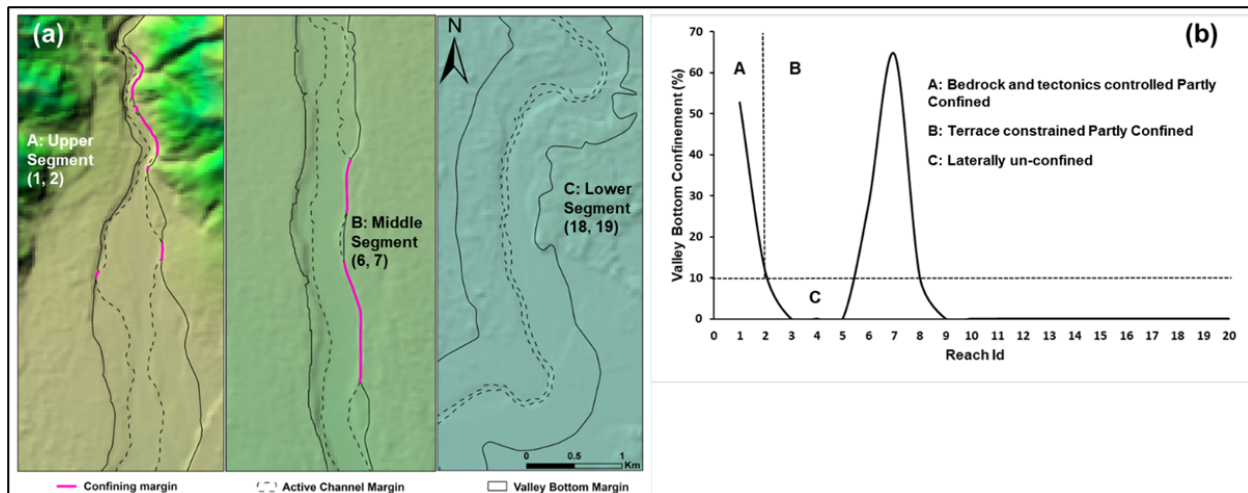 (a)
A: Upper
Segment
(1, 2)
B: Middle
Segment
(6, 7)
N
C: Lower
Segment
(18, 19)
0 0.5 1
Km
Confining margin
Active Channel Margin
Valley Bottom Margin
(b)
Valley Bottom Confinement (%)
70
60
50
40
30
20
10
0
A
B
C
A: Bedrock and tectonics controlled Partly
Confined
B: Terrace constrained Partly Confined
C: Laterally un-confined
0 1 2 3 4 5 6 7 8 9 10 11 12 13 14 15 16 17 18 19 20
Reach Id